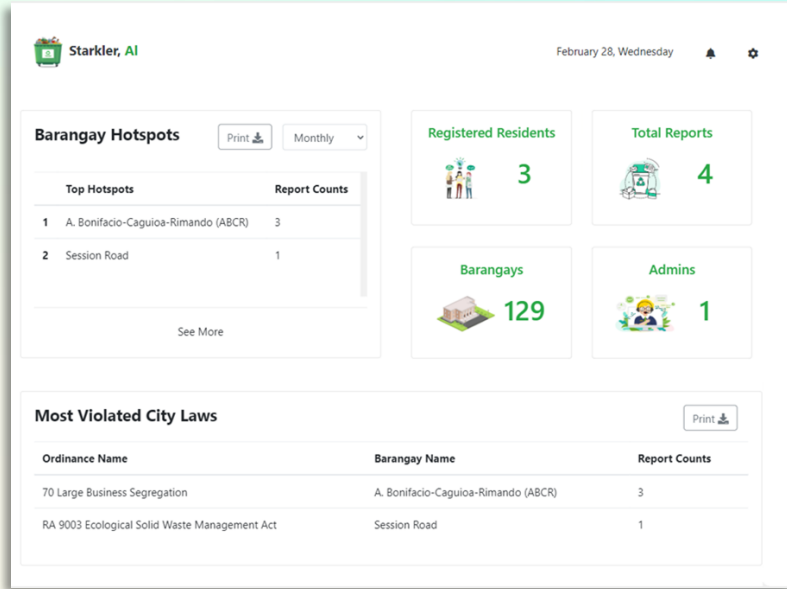 Starkler, AI
February 28, Wednesday
Barangay Hotspots
Print
Monthly
Top Hotspots Report Counts
1 A. Bonifacio-Caguioa-Rimando (ABCR) 3
2 Session Road 1
See More
Registered Residents
3
Total Reports
4
Barangays
129
Admins
1
Most Violated City Laws
Print
Ordinance Name Barangay Name Report Counts
70 Large Business Segregation A. Bonifacio-Caguioa-Rimando (ABCR) 3
RA 9003 Ecological Solid Waste Management Act Session Road 1